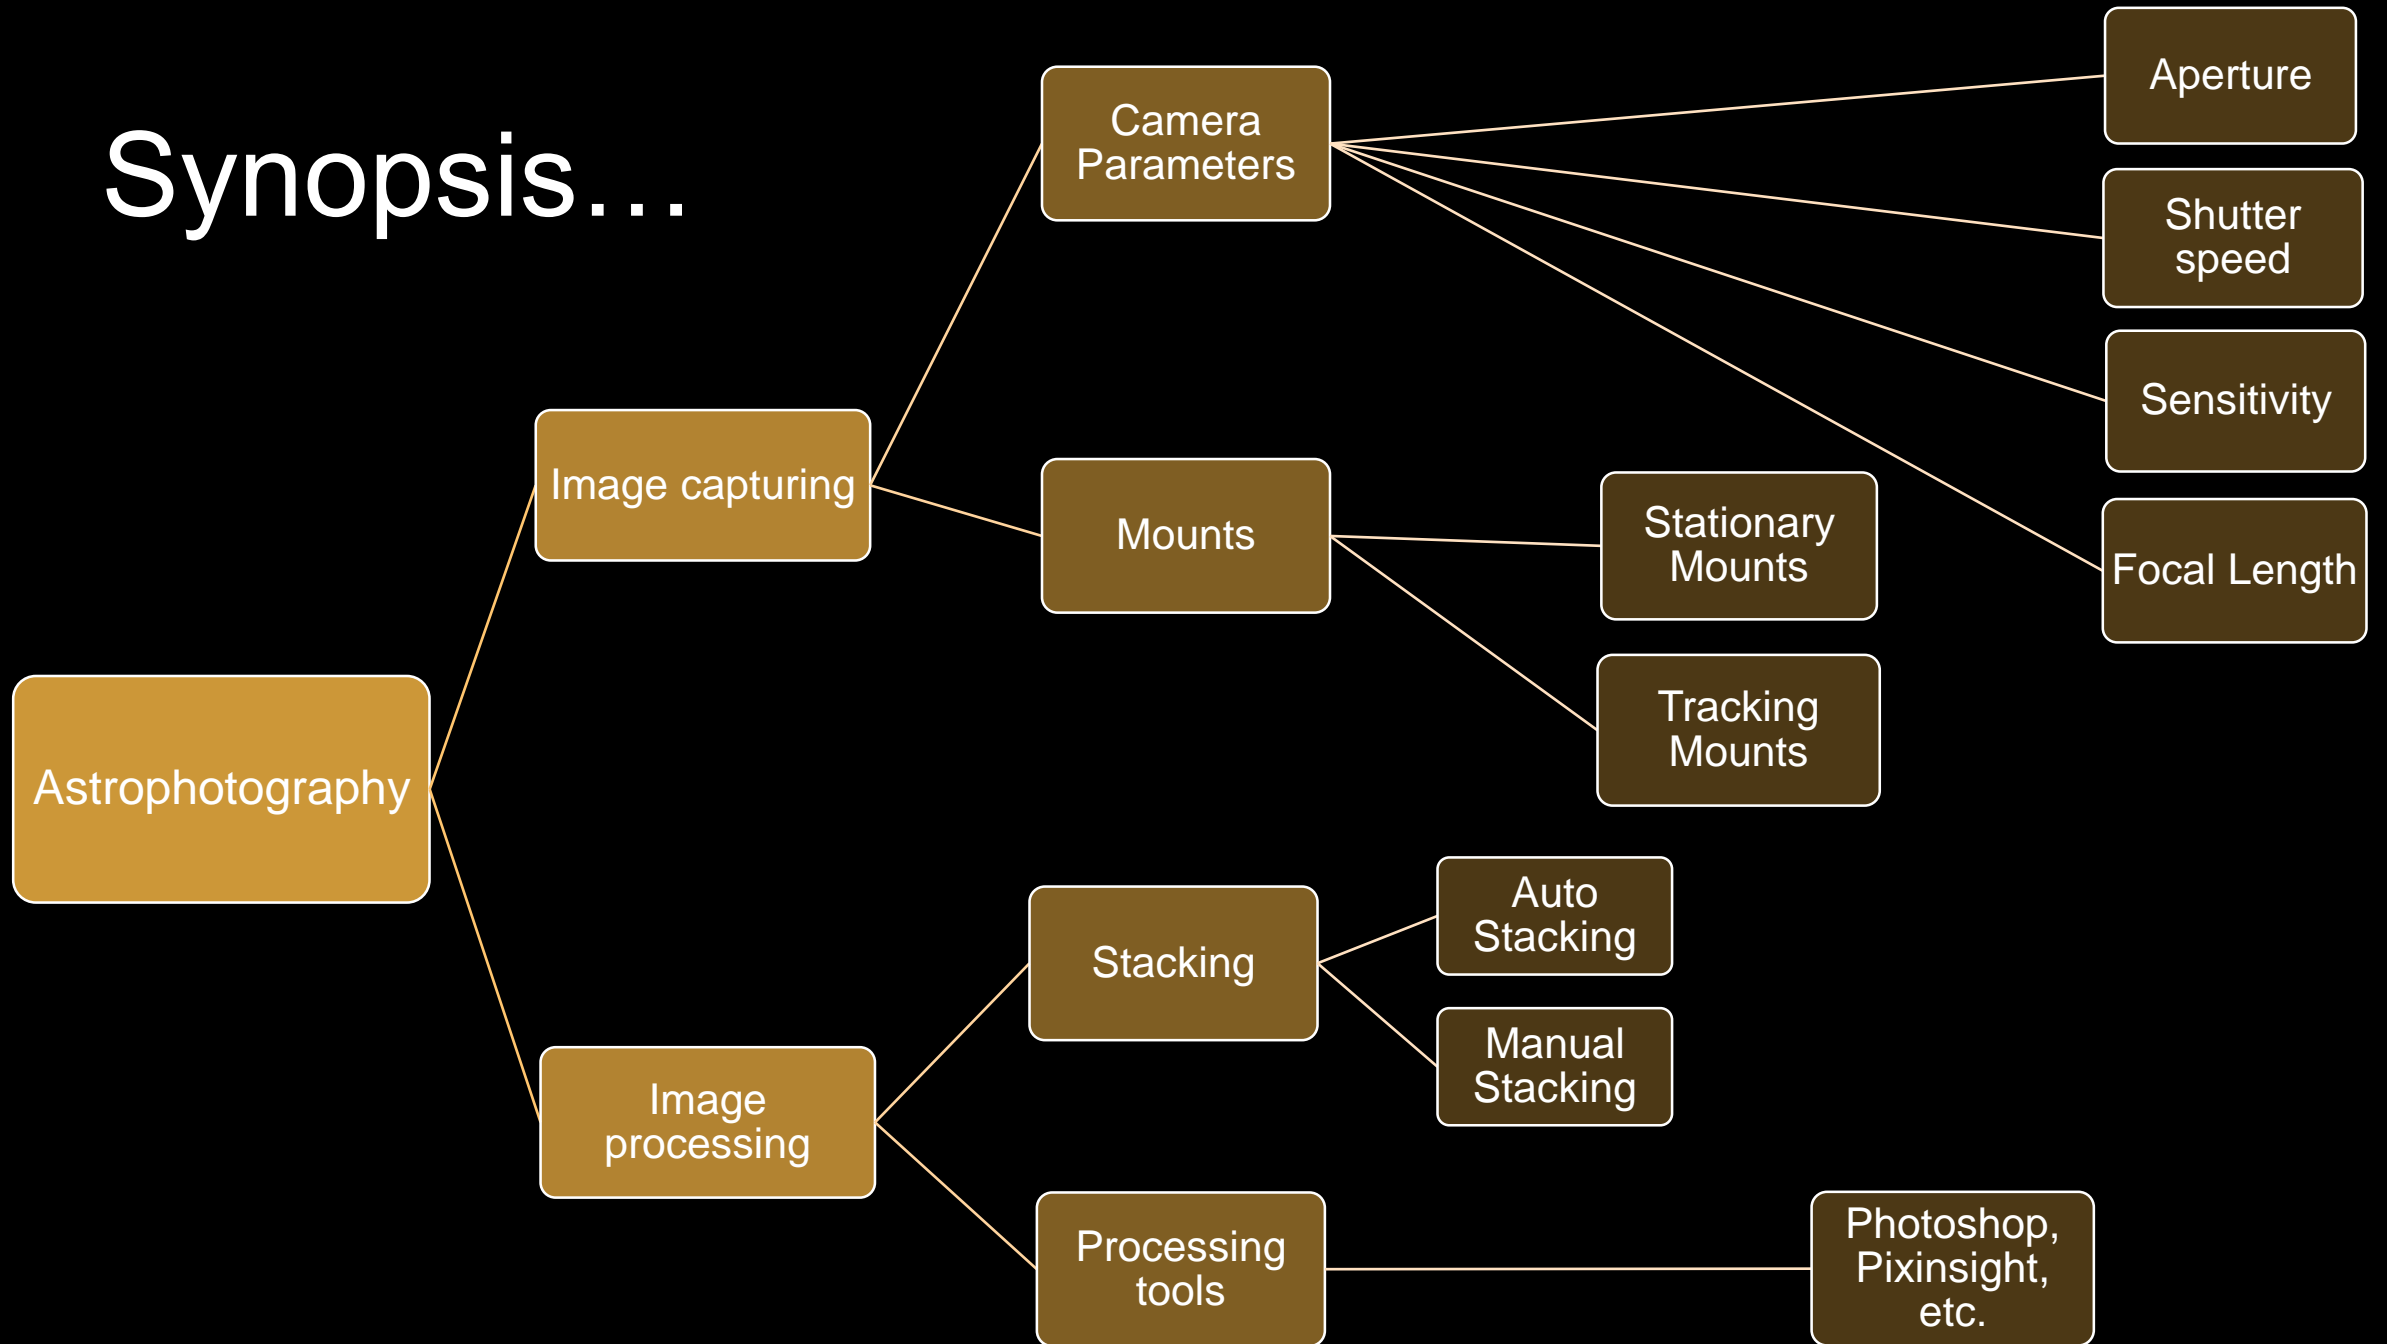 Synopsis…
Astrophotography
Image capturing
Camera
Parameters
Aperture
Shutter
speed
Sensitivity
Focal Length
Mounts
Stationary
Mounts
Tracking
Mounts
Image
processing
Stacking
Auto
Stacking
Manual
Stacking
Processing
tools
Photoshop,
Pixinsight,
etc.